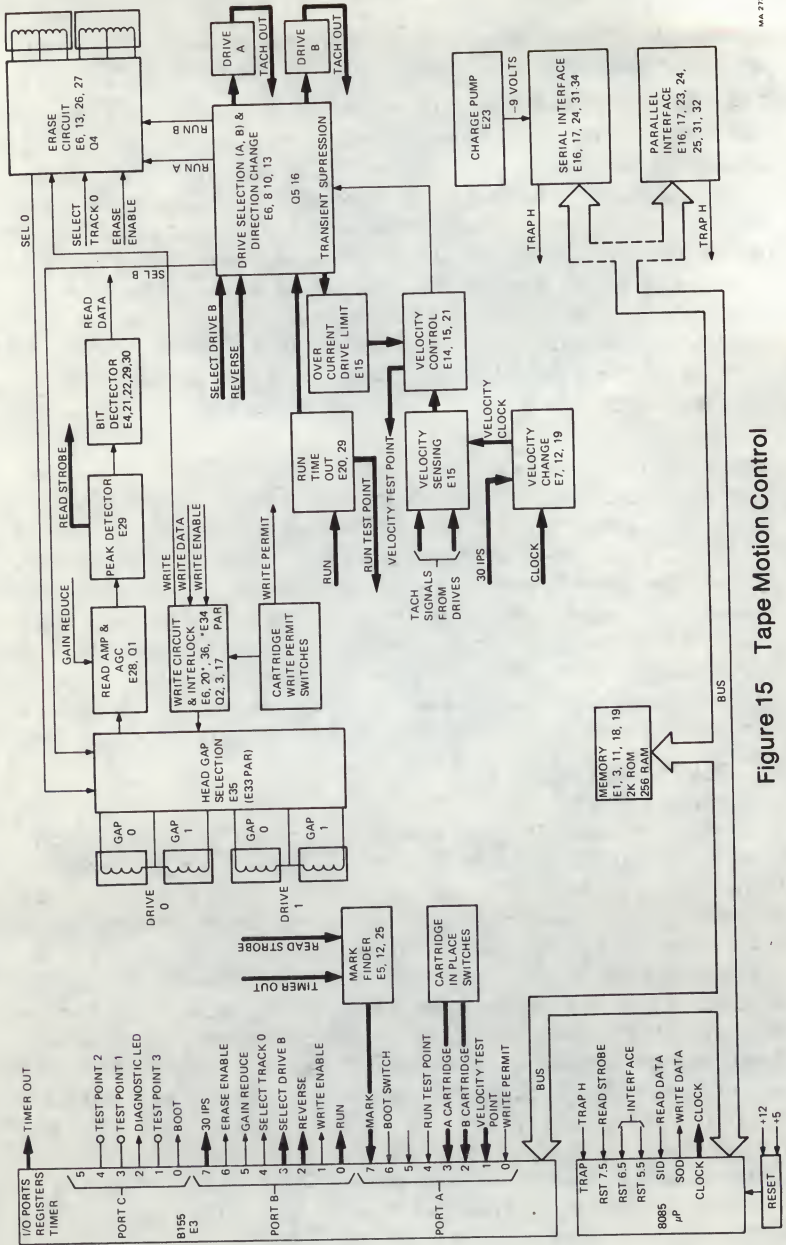 I/O PORTS
REGISTERS
TIMER
TIMER OUT
5
4
TEST POINT 2
3
TEST POINT 1
2
DIAGNOSTIC LED
1
TEST POINT 3
0
BOOT
PORT C
B155
E3
7
30 IPS
6
ERASE ENABLE
5
GAIN REDUCE
4
SELECT TRACK 0
3
SELECT DRIVE B
2
REVERSE
1
WRITE ENABLE
0
RUN
PORT B
7
MARK
6
BOOT SWITCH
5
4
RUN TEST POINT
3
A CARTRIDGE
2
B CARTRIDGE
1
VELOCITY TEST
POINT
0
WRITE PERMIT
PORT A
TIMER OUT
READ STROBE
MARK
FINDER
E5, 12, 25
CARTRIDGE
IN PLACE
SWITCHES
BUS
TRAP
TRAP H
RST 7.5
READ STROBE
RST 6.5
RST 5.5
INTERFACE
SID
READ DATA
SOD
WRITE DATA
CLOCK
CLOCK
8085
µP
RESET
+12
+5
DRIVE
0
GAP
0
GAP
1
DRIVE
1
GAP
0
GAP
1
HEAD GAP
SELECTION
E35
(E33 PAR)
GAIN REDUCE
READ AMP &
AGC
E28, Q1
PEAK DETECTOR
E29
READ STROBE
BIT
DECTECTOR
E4,21,22,29,30
READ DATA
WRITE
WRITE DATA
WRITE ENABLE
WRITE CIRCUIT
& INTERLOCK
E6, 20*, 36, *E34
PAR
Q2, 3, 17
CARTRIDGE
WRITE PERMIT
SWITCHES
WRITE PERMIT
SEL 0
SEL B
SELECT
TRACK 0
ERASE
ENABLE
ERASE
CIRCUIT
E6, 13, 26, 27
Q4
RUN A
RUN B
SELECT DRIVE B
REVERSE
DRIVE SELECTION (A, B) &
DIRECTION CHANGE
E6, 8 10, 13
Q5 16
TRANSIENT SUPRESSION
DRIVE
A
TACH OUT
DRIVE
B
TACH OUT
RUN
RUN
TIME
OUT
E20, 29
RUN TEST POINT
OVER
CURRENT
DRIVE LIMIT
E15
VELOCITY TEST POINT
VELOCITY
CONTROL
E14, 15, 21
TACH
SIGNALS
FROM
DRIVES
VELOCITY
SENSING
E15
VELOCITY
CLOCK
30 IPS
CLOCK
VELOCITY
CHANGE
E7, 12, 19
MEMORY
E1, 3, 11, 18, 19
2K ROM
256 RAM
BUS
CHARGE PUMP
E23
-9 VOLTS
SERIAL INTERFACE
E16, 17, 24, 31-34
TRAP H
PARALLEL
INTERFACE
E16, 17, 23, 24,
25, 31, 32
TRAP H
Figure 15 Tape Motion Control